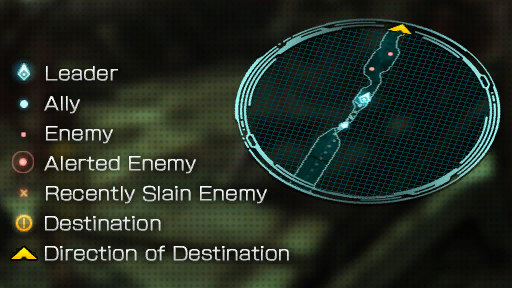 Leader
Ally
Enemy
Alerted Enemy
Recently Slain Enemy
Destination
Direction of Destination